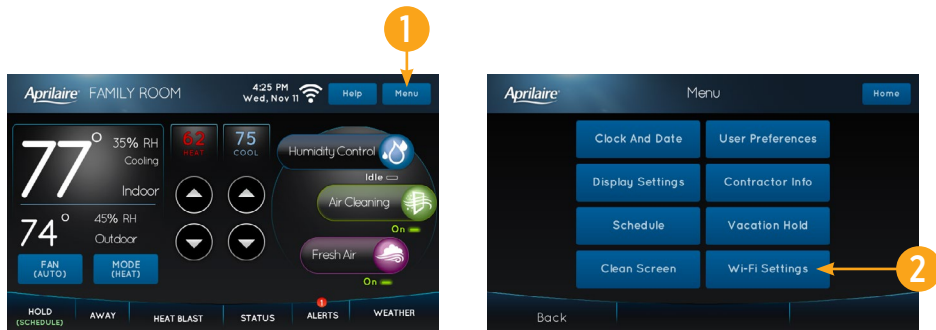 1
Aprilaire FAMILY ROOM
4:25 PM
Wed, Nov 11
Help
Menu
77°
35% RH
Cooling
Indoor
62
HEAT
75
COOL
Humidity Control
Idle
Air Cleaning
On
Fresh Air
On
74°
45% RH
Outdoor
FAN
(AUTO)
MODE
(HEAT)
HOLD
(SCHEDULE)
AWAY
HEAT BLAST
STATUS
1
ALERTS
WEATHER
Aprilaire
Menu
Home
Clock And Date
User Preferences
Display Settings
Contractor Info
Schedule
Vacation Hold
Clean Screen
Wi-Fi Settings
2
Back